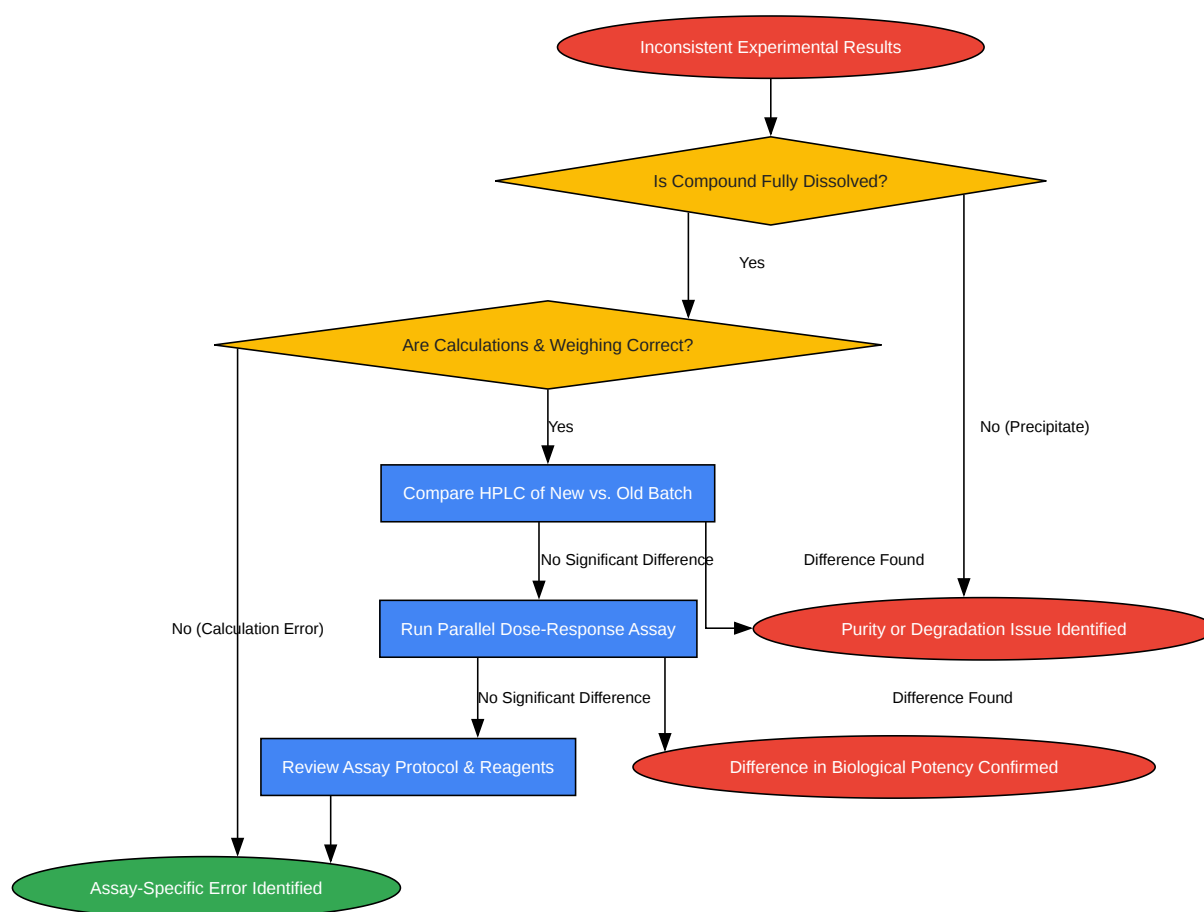 Inconsistent Experimental Results
Is Compound Fully Dissolved?
Yes
Are Calculations & Weighing Correct?
Yes
No (Precipitate)
Compare HPLC of New vs. Old Batch
No Significant Difference
Difference Found
Run Parallel Dose-Response Assay
No (Calculation Error)
Purity or Degradation Issue Identified
No Significant Difference
Difference Found
Review Assay Protocol & Reagents
Difference in Biological Potency Confirmed
Assay-Specific Error Identified